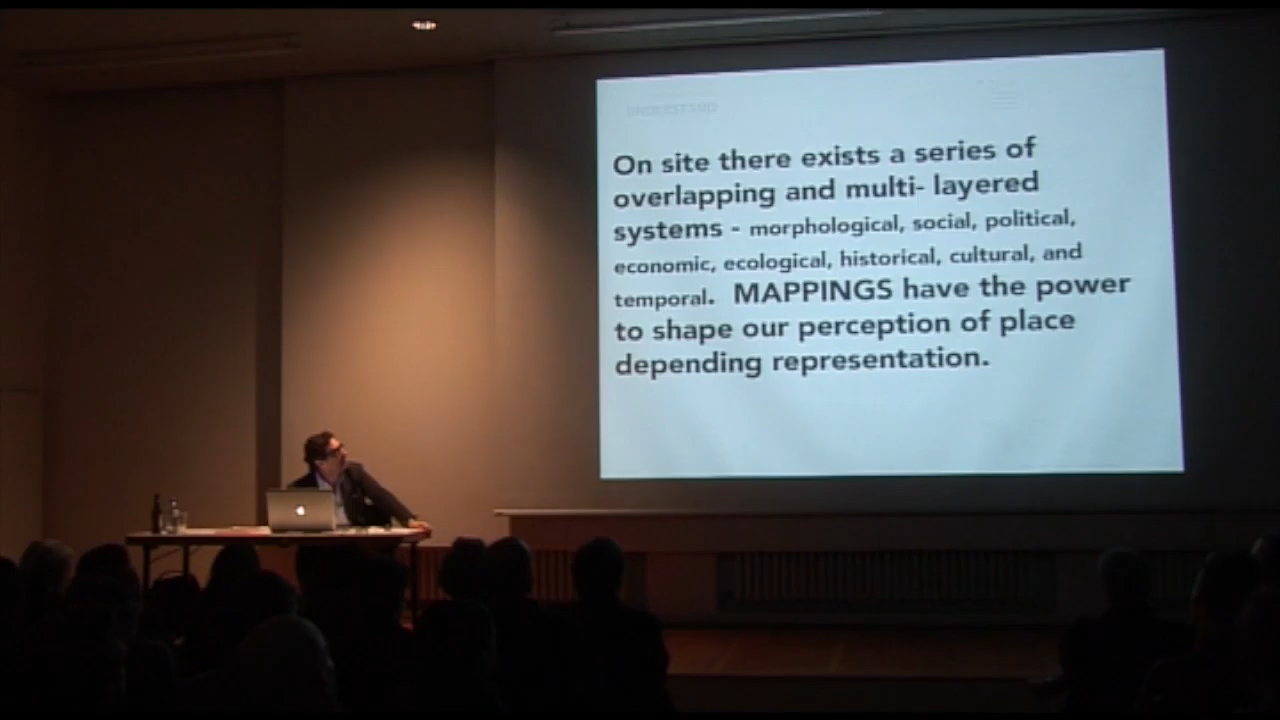 UNDERSTAND
On site there exists a series of
overlapping and multi- layered
systems - morphological, social, political,
economic, ecological, historical, cultural, and
temporal. MAPPINGS have the power
to shape our perception of place
depending representation.